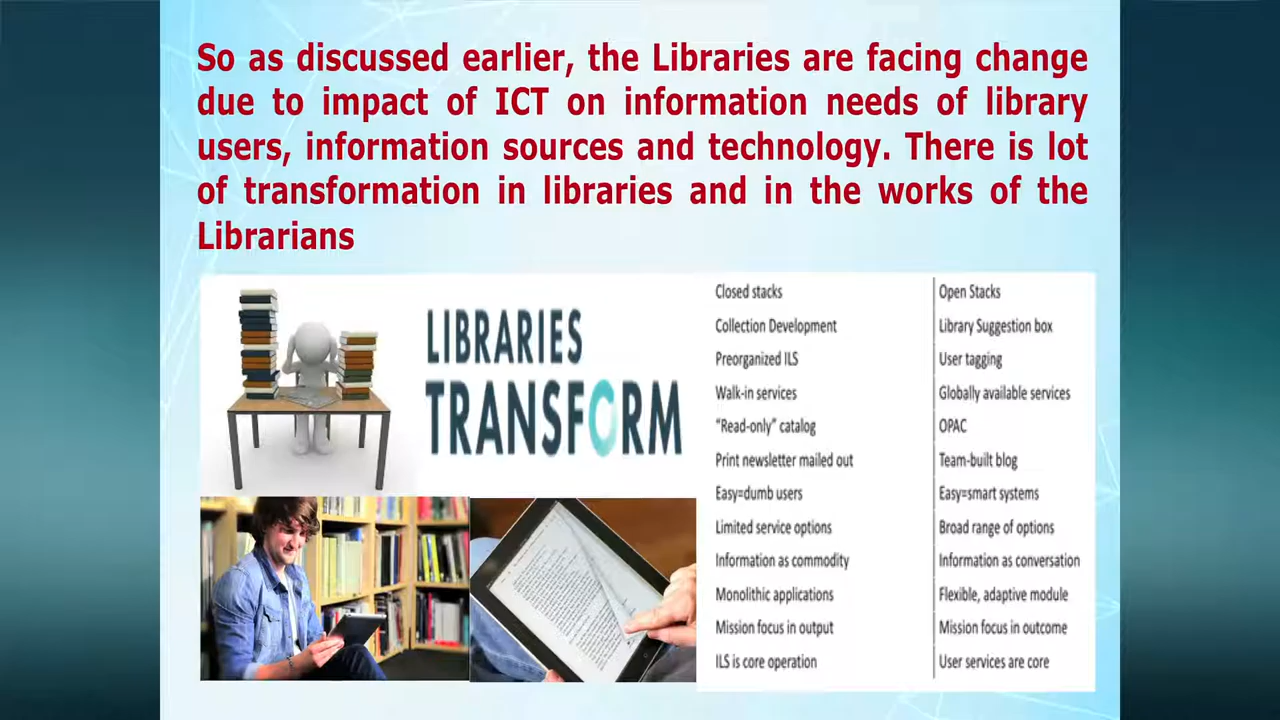 So as discussed earlier, the Libraries are facing change
due to impact of ICT on information needs of library
users, information sources and technology. There is lot
of transformation in libraries and in the works of the
Librarians
LIBRARIES
TRANSFORM
Closed stacks Open Stacks
Collection Development Library Suggestion box
Preorganized ILS User tagging
Walk-in services Globally available services
“Read-only” catalog OPAC
Print newsletter mailed out Team-built blog
Easy=dumb users Easy=smart systems
Limited service options Broad range of options
Information as commodity Information as conversation
Monolithic applications Flexible, adaptive module
Mission focus in output Mission focus in outcome
ILS is core operation User services are core